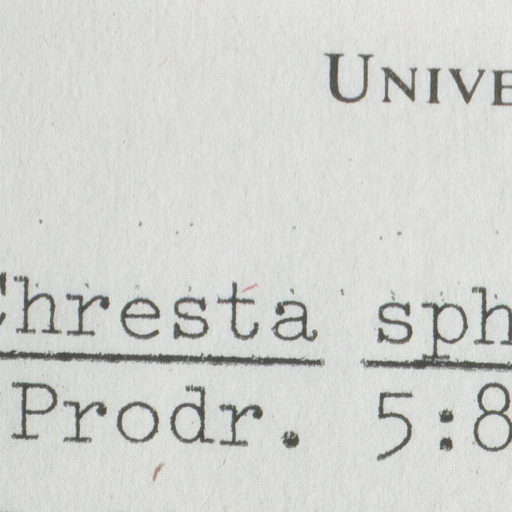 UNIVE
Chresta sph
Prodr. 5:8